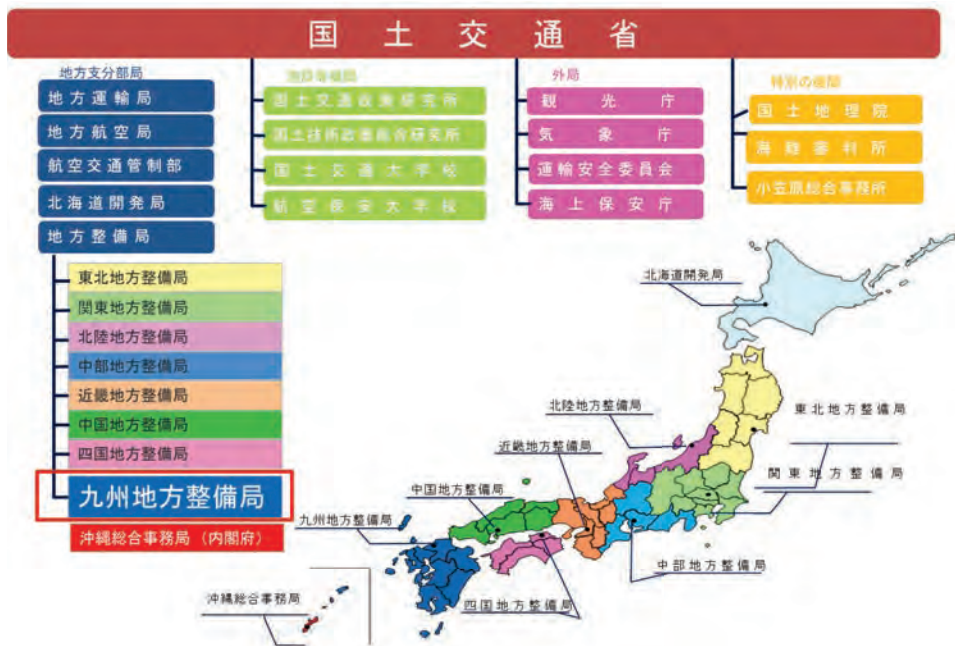 国土交通省
地方支分部局
地方運輸局
地方航空局
航空交通管制部
北海道開発局
地方整備局
東北地方整備局
関東地方整備局
北陸地方整備局
中部地方整備局
近畿地方整備局
中国地方整備局
四国地方整備局
九州地方整備局
沖縄総合事務局（内閣府）
施設等機関
国土交通政策研究所
国土技術政策総合研究所
国土交通大学校
航空保安大学校
外局
観光庁
気象庁
運輸安全委員会
海上保安庁
特別の機関
国土地理院
海難審判所
小笠原総合事務所
北海道開発局
北陸地方整備局
東北地方整備局
近畿地方整備局
関東地方整備局
中国地方整備局
九州地方整備局
中部地方整備局
沖縄総合事務局
四国地方整備局